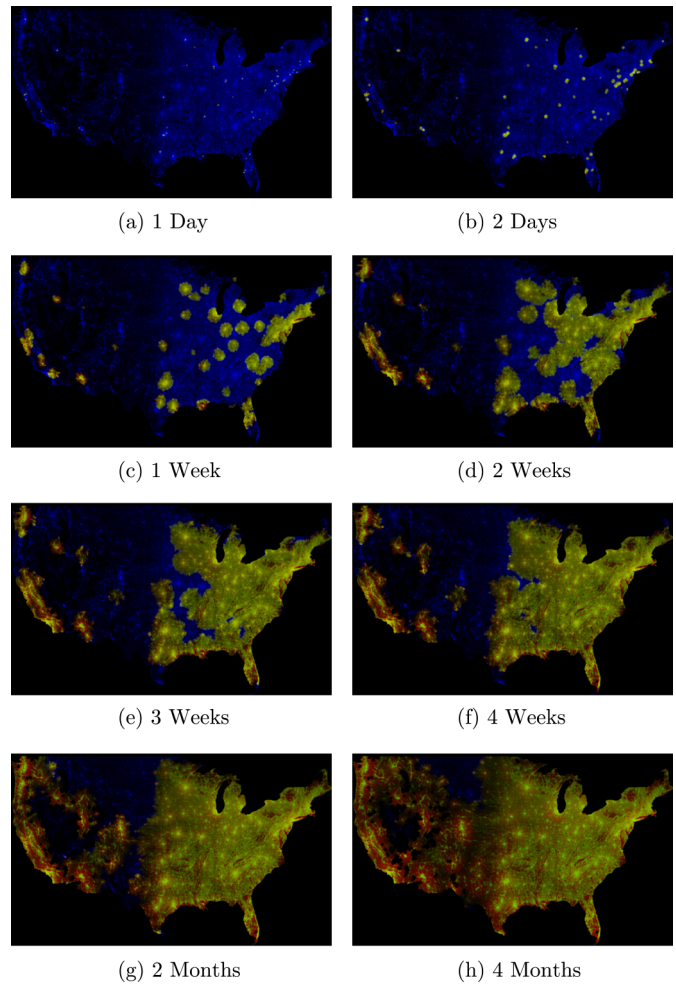 (a) 1 Day
(b) 2 Days
(c) 1 Week
(d) 2 Weeks
(e) 3 Weeks
(f) 4 Weeks
(g) 2 Months
(h) 4 Months